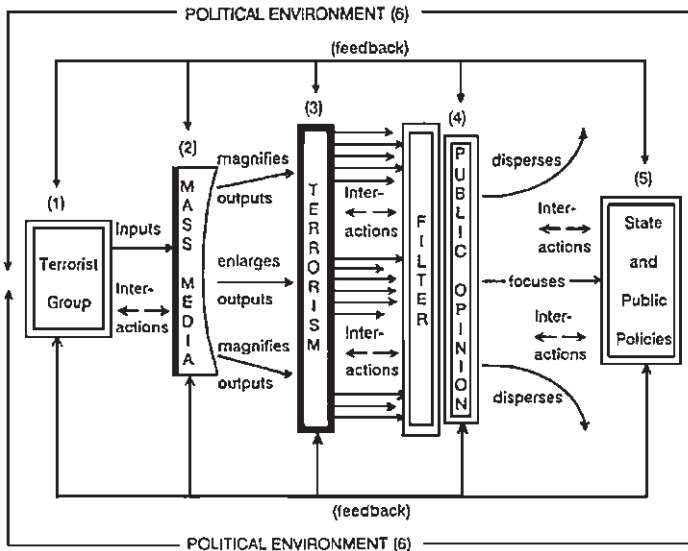 POLITICAL ENVIRONMENT (6)
(feedback)
(1)
Terrorist
Group
Inputs
Inter-
actions
(2)
MASS MEDIA
magnifies
outputs
enlarges
outputs
magnifies
outputs
(3)
TERRORISM
Inter-
actions
Inter-
actions
FILTER
(4)
PUBLIC OPINION
disperses
Inter-
actions
focuses
Inter-
actions
disperses
(5)
State
and
Public
Policies
(feedback)
POLITICAL ENVIRONMENT (6)